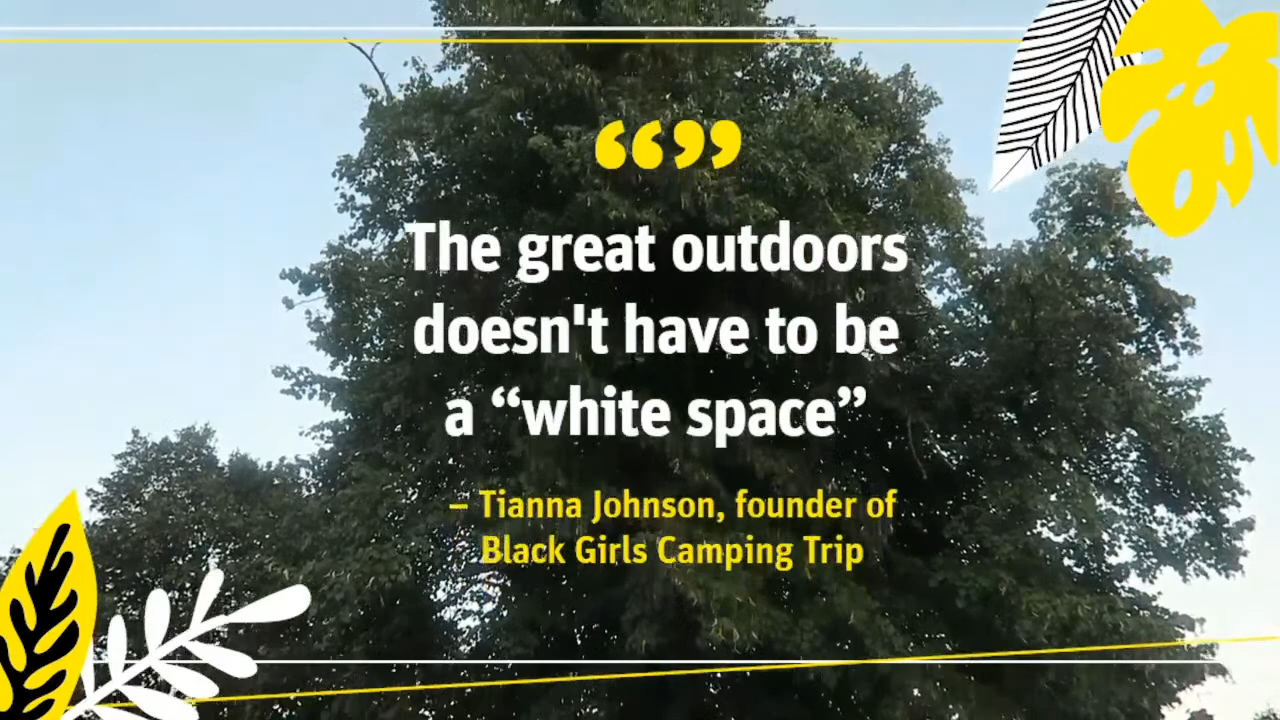 “”
The great outdoors
doesn't have to be
a “white space”
– Tianna Johnson, founder of
Black Girls Camping Trip